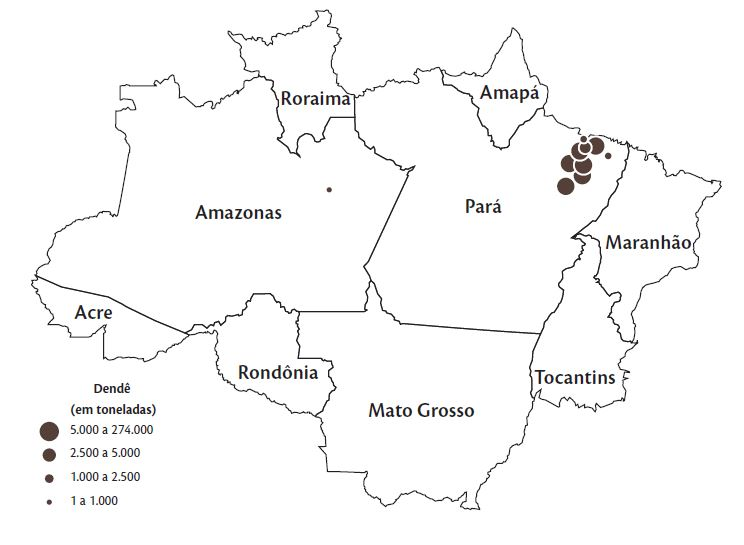 Roraima
Amapá
Amazonas
Pará
Maranhão
Acre
Rondônia
Tocantins
Mato Grosso
Dendê
(em toneladas)
5.000 a 274.000
2.500 a 5.000
1.000 a 2.500
1 a 1.000